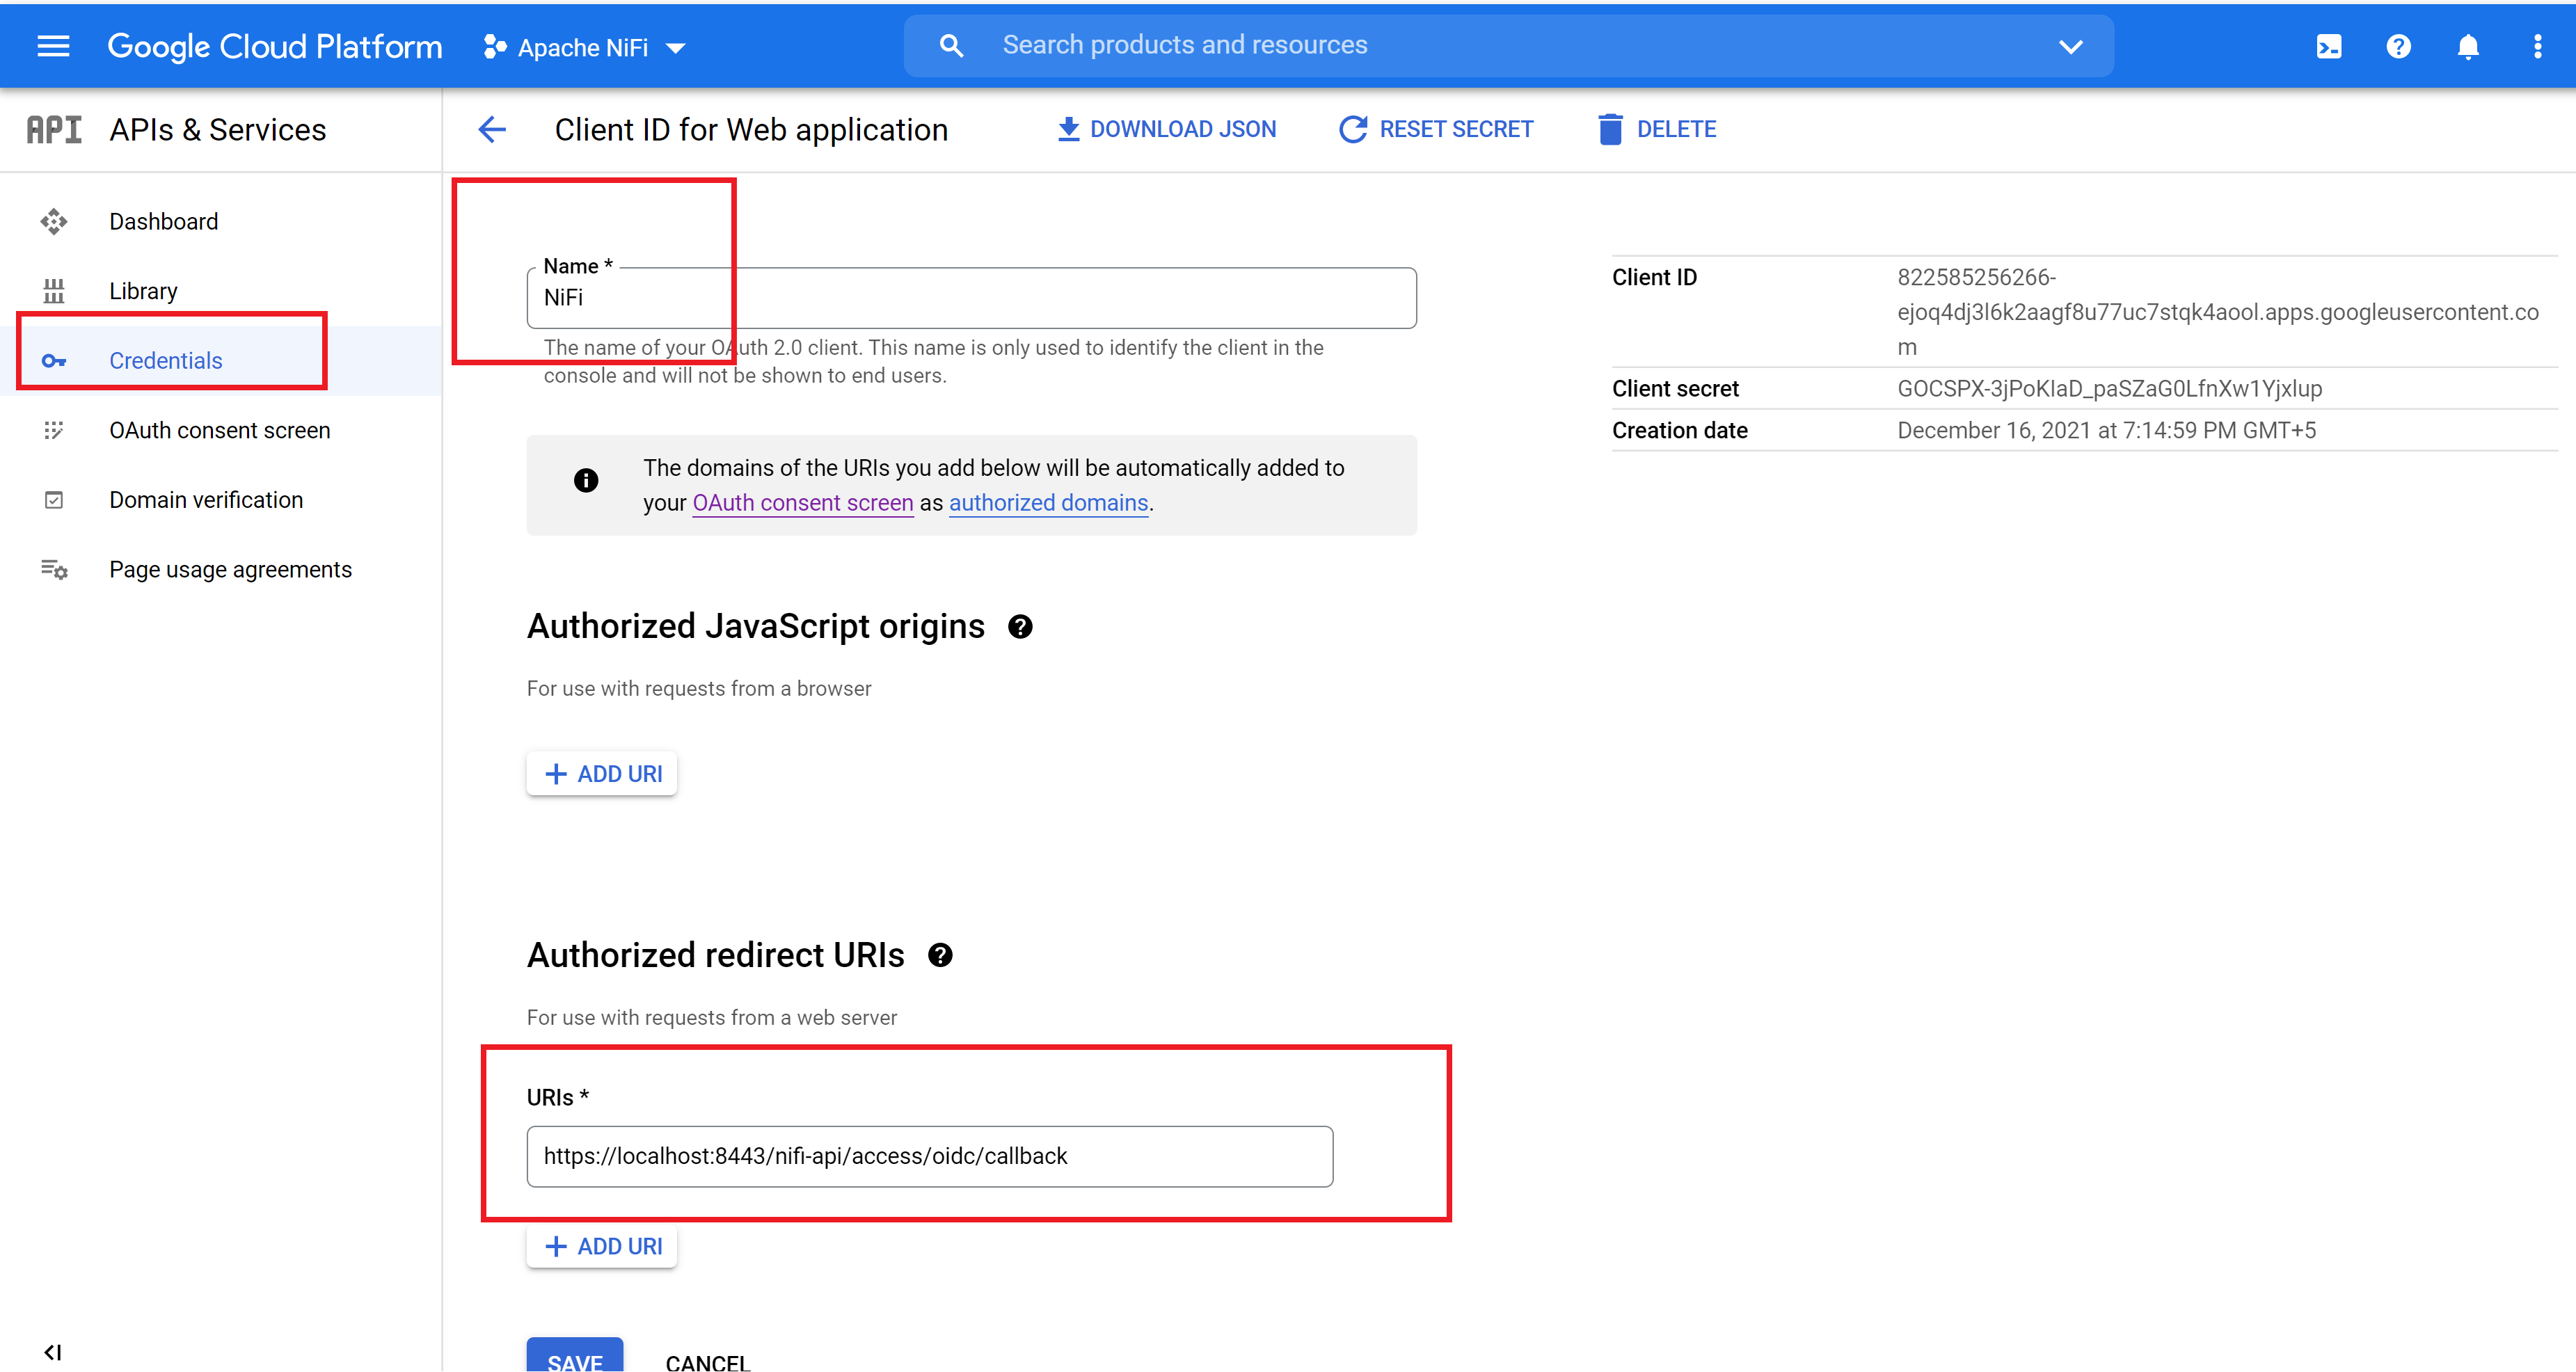 Google Cloud Platform
Apache NiFi
Search products and resources
API
APIs & Services
Client ID for Web application
DOWNLOAD JSON
RESET SECRET
DELETE
Dashboard
Library
Credentials
OAuth consent screen
Domain verification
Page usage agreements
Name *
NiFi
The name of your OAuth 2.0 client. This name is only used to identify the client in the
console and will not be shown to end users.
The domains of the URIs you add below will be automatically added to
your OAuth consent screen as authorized domains.
Authorized JavaScript origins
For use with requests from a browser
ADD URI
Authorized redirect URIs
For use with requests from a web server
URIs *
https://localhost:8443/nifi-api/access/oidc/callback
ADD URI
SAVE
CANCEL
Client ID
822585256266-
ejoq4dj3l6k2aagf8u77uc7stqk4aool.apps.googleusercontent.co
m
Client secret
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
Creation date
December 16, 2021 at 7:14:59 PM GMT+5